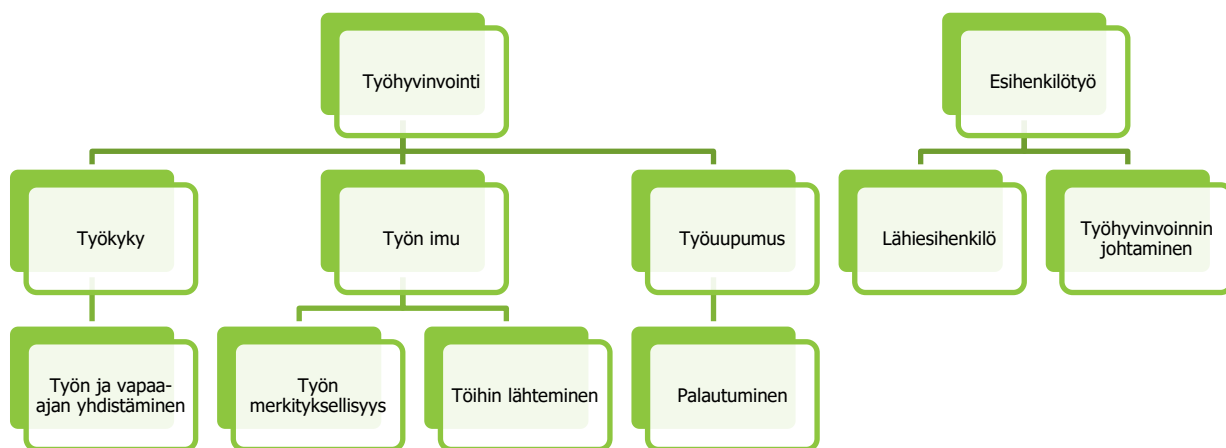 Työhyvinvointi
Esihenkilötyö
Työkyky
Työn imu
Työuupumus
Lähiesihenkilö
Työhyvinvoinnin
johtaminen
Työn ja vapaa-
ajan yhdistäminen
Työn
merkityksellisyys
Töihin lähteminen
Palautuminen